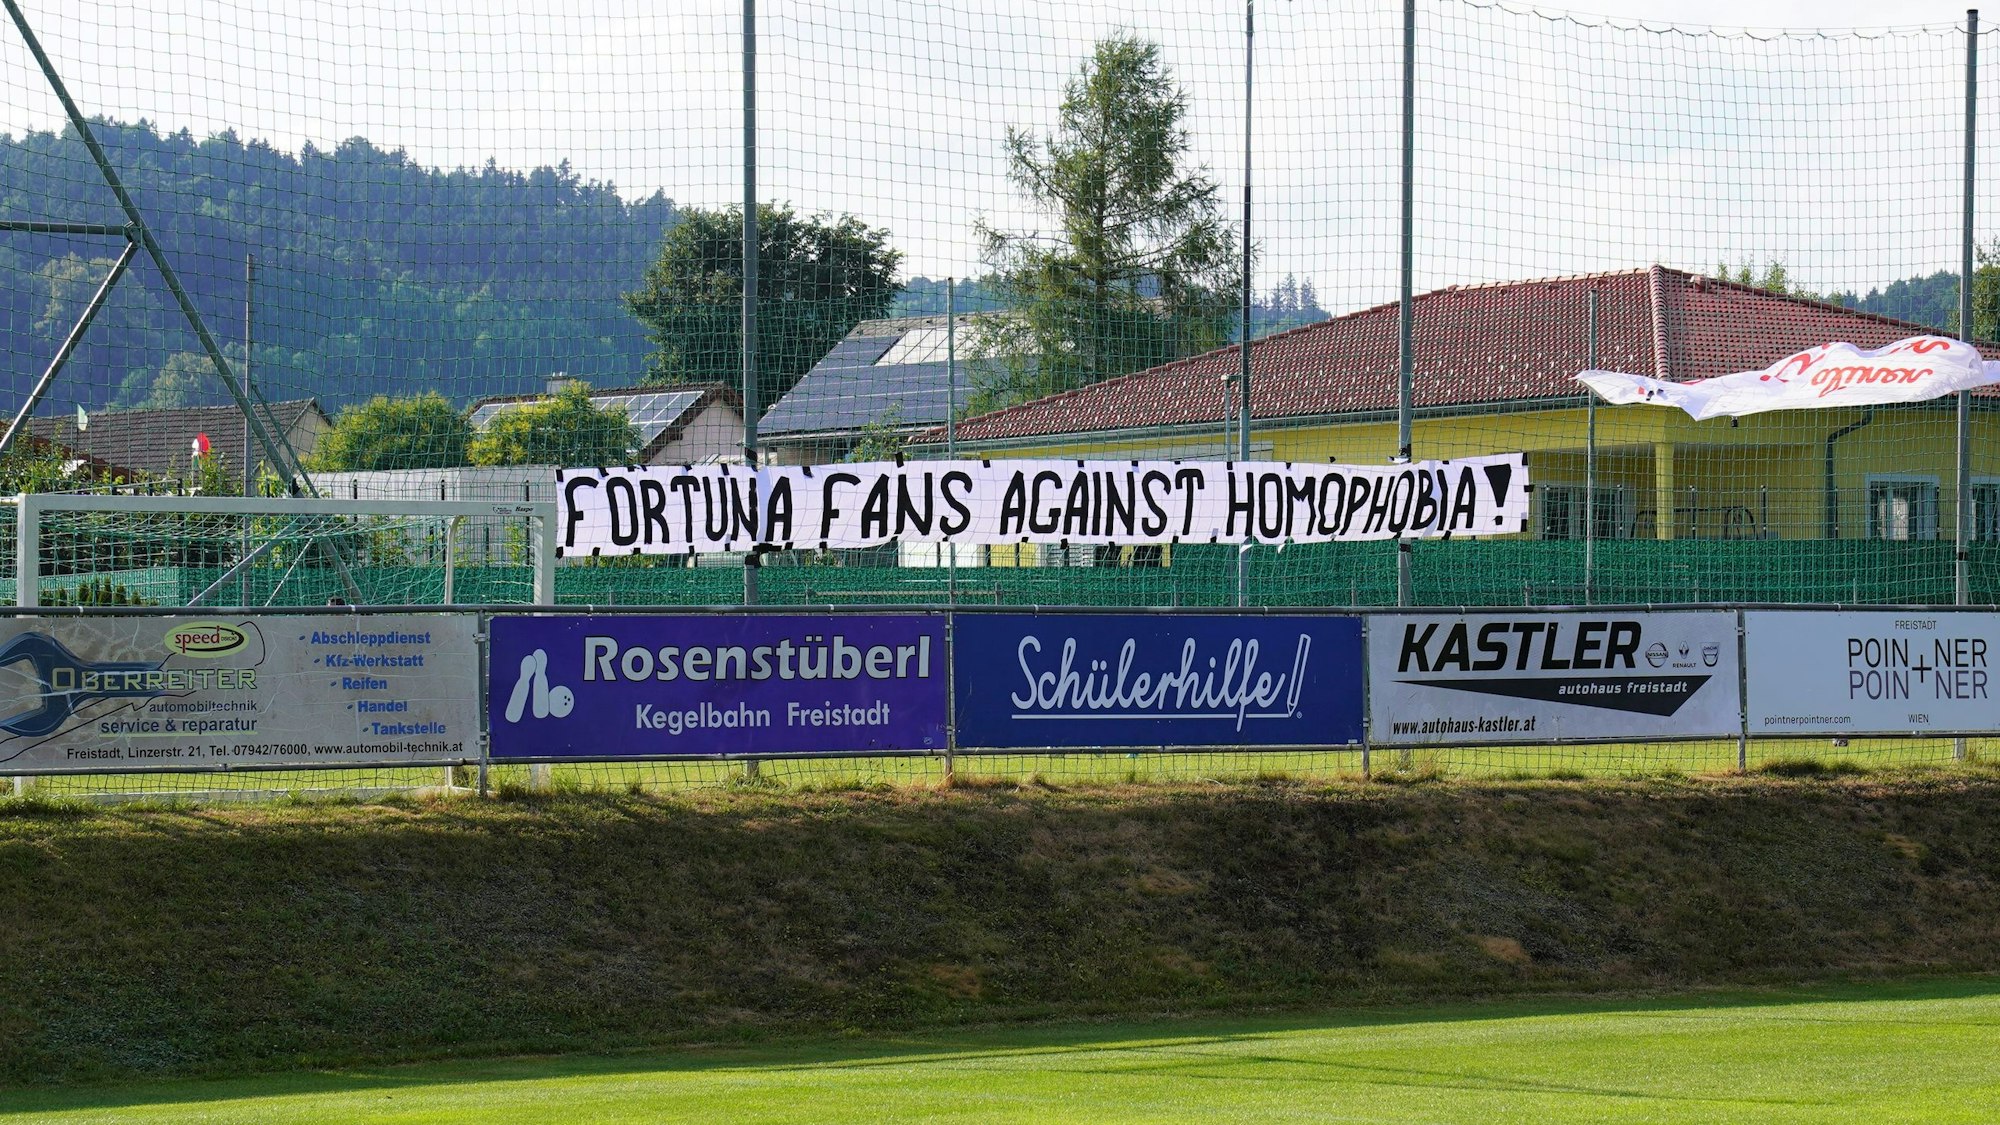 FORTUNA FANS AGAINST HOMOPHOBIA!
speed
OBERREITER
automobiltechnik
service & reparatur
- Abschleppdienst
- Kfz-Werkstatt
- Reifen
- Handel
- Tankstelle
Freistadt, Linzerstr. 21, Tel. 07942/76000, www.automobil-technik.at
Rosenstüberl
Kegelbahn Freistadt
Schülerhilfe!
KASTLER
NISSAN
RENAULT
autohaus freistadt
www.autohaus-kastler.at
FREISTADT
POIN+NER
POIN+NER
pointnerpointner.com
WIEN